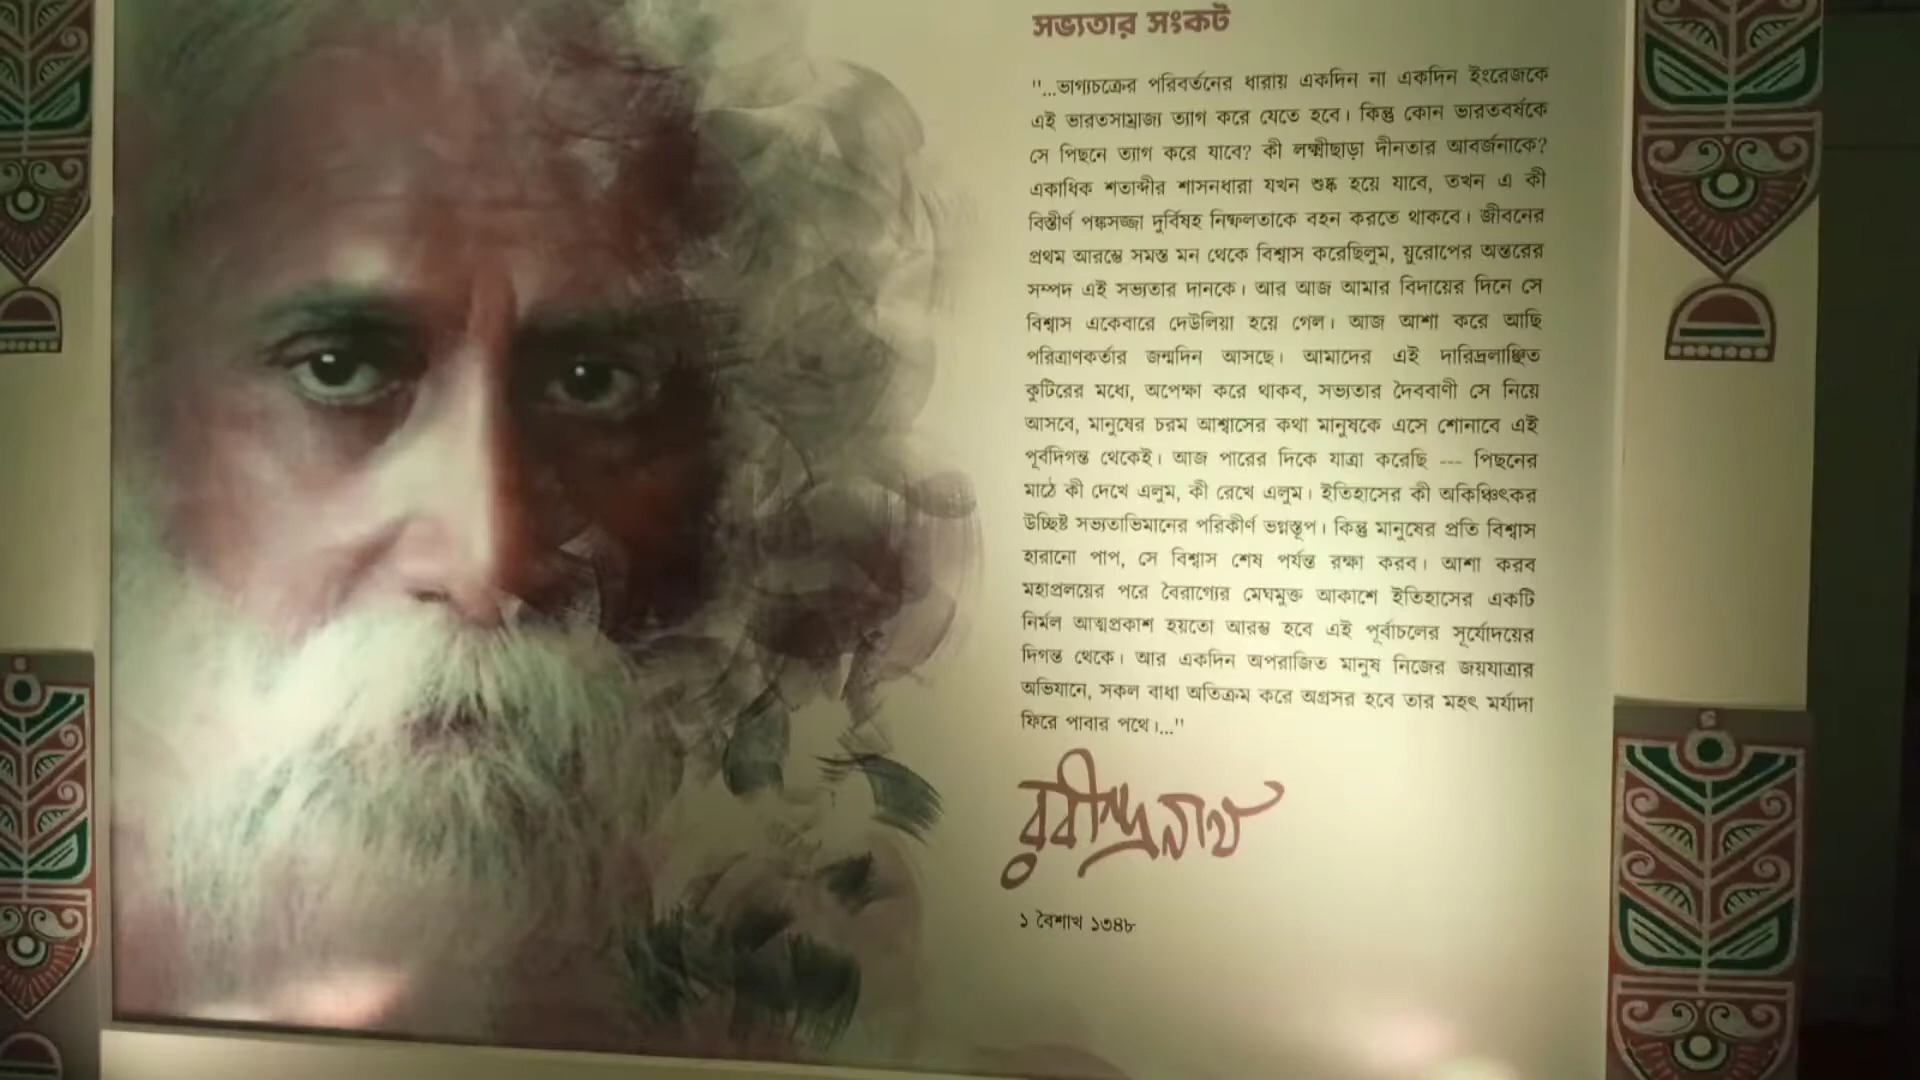 সভ্যতার সংকট
"...ভাগ্যচক্রের পরিবর্তনের ধারায় একদিন না একদিন ইংরেজকে
এই ভারতসাম্রাজ্য ত্যাগ করে যেতে হবে। কিন্তু কোন ভারতবর্ষকে
সে পিছনে ত্যাগ করে যাবে? কী লক্ষ্মীছাড়া দীনতার আবর্জনাকে?
একাধিক শতাব্দীর শাসনধারা যখন শুষ্ক হয়ে যাবে, তখন এ কী
বিস্তীর্ণ পঙ্কসজ্জা দুর্বিষহ নিষ্ফলতাকে বহন করতে থাকবে। জীবনের
প্রথম আরম্ভে সমস্ত মন থেকে বিশ্বাস করেছিলুম, য়ুরোপের অন্তরের
সম্পদ এই সভ্যতার দানকে। আর আজ আমার বিদায়ের দিনে সে
বিশ্বাস একেবারে দেউলিয়া হয়ে গেল। আজ আশা করে আছি
পরিত্রাণকর্তার জন্মদিন আসছে। আমাদের এই দারিদ্রলাঞ্ছিত
কুটিরের মধ্যে, অপেক্ষা করে থাকব, সভ্যতার দৈববাণী সে নিয়ে
আসবে, মানুষের চরম আশ্বাসের কথা মানুষকে এসে শোনাবে এই
পূর্বদিগন্ত থেকেই। আজ পারের দিকে যাত্রা করেছি --- পিছনের
মাঠে কী দেখে এলুম, কী রেখে এলুম। ইতিহাসের কী অকিঞ্চিৎকর
উচ্ছিষ্ট সভ্যতাভিমানের পরিকীর্ণ ভগ্নস্তূপ। কিন্তু মানুষের প্রতি বিশ্বাস
হারানো পাপ, সে বিশ্বাস শেষ পর্যন্ত রক্ষা করব। আশা করব
মহাপ্রলয়ের পরে বৈরাগ্যের মেঘমুক্ত আকাশে ইতিহাসের একটি
নির্মল আত্মপ্রকাশ হয়তো আরম্ভ হবে এই পূর্বাচলের সূর্যোদয়ের
দিগন্ত থেকে। আর একদিন অপরাজিত মানুষ নিজের জয়যাত্রার
অভিযানে, সকল বাধা অতিক্রম করে অগ্রসর হবে তার মহৎ মর্যাদা
ফিরে পাবার পথে।..."
রবীন্দ্রনাথ
১ বৈশাখ ১৩৪৮